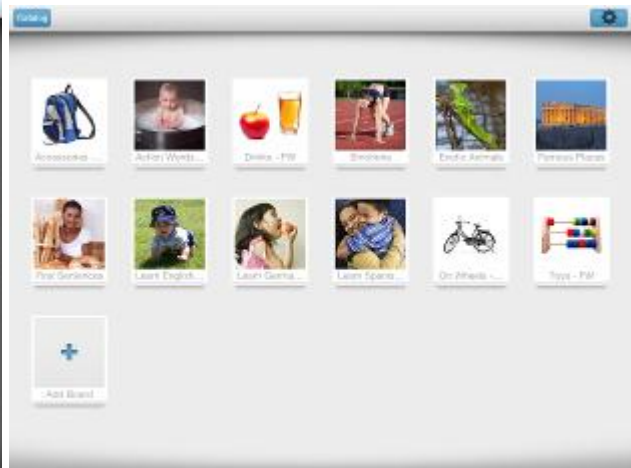 Catalog
Accessories ...
Action Words...
Drinks - FW
Emotions
Exotic Animals
Famous Places
First Sentences
Learn English...
Learn Germa...
Learn Spanis...
On Wheels -...
Toys - FW
Add Board